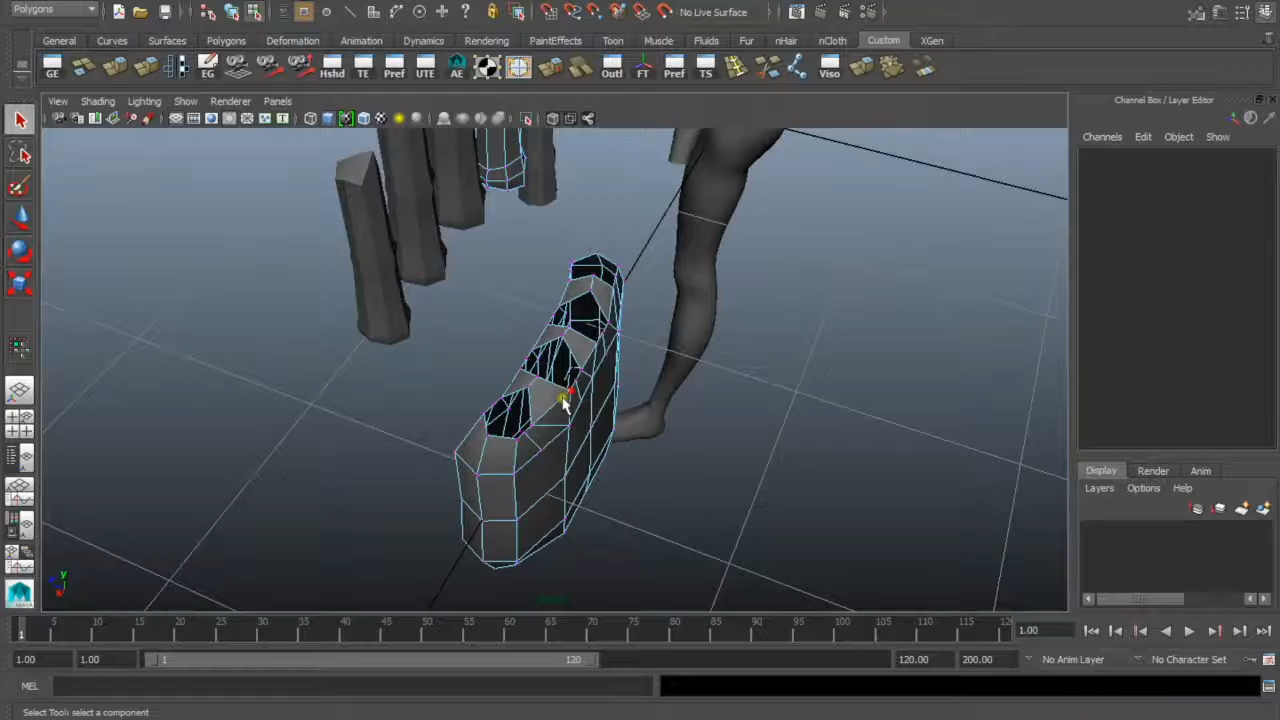 Polygons
No Live Surface
General Curves Surfaces Polygons Deformation Animation Dynamics Rendering PaintEffects Toon Muscle Fluids Fur nHair nCloth Custom XGen
GE EG Hshd TE Pref UTE AE Outl FT Pref TS Viso
View Shading Lighting Show Renderer Panels
Channel Box / Layer Editor
Channels Edit Object Show
Display Render Anim
Layers Options Help
y
5 10 15 20 25 30 35 40 45 50 55 60 65 70 75 80 85 90 95 100 105 110 115 12
1
1.00
1.00 1.00 1 120 120.00 200.00 No Anim Layer No Character Set
MEL
Select Tool: select a component